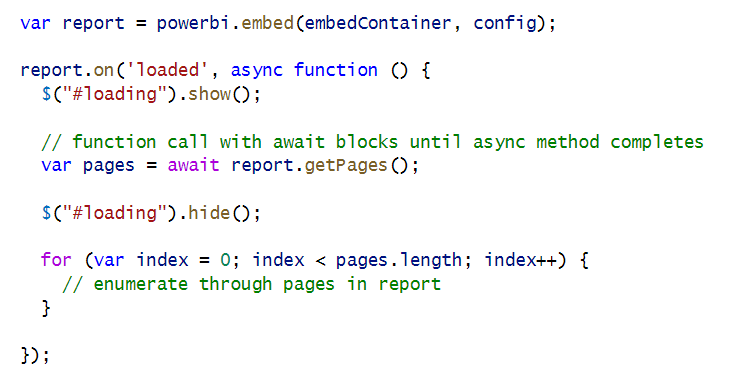 var report = powerbi.embed(embedContainer, config);
report.on('loaded', async function () {
$("#loading").show();
// function call with await blocks until async method completes
var pages = await report.getPages();
$("#loading").hide();
for (var index = 0; index < pages.length; index++) {
// enumerate through pages in report
}
});